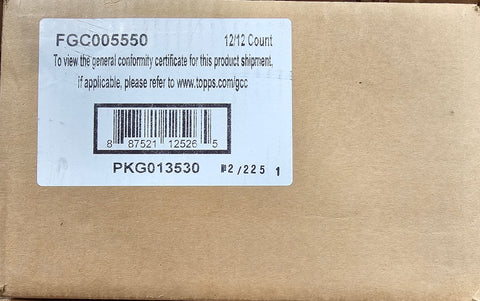 FGC005550 12/12 Count
To view the general conformity certificate for this product shipment,
if applicable, please refer to www.topps.com/gcc
8 87521 12526 5
PKG013530 /225 1